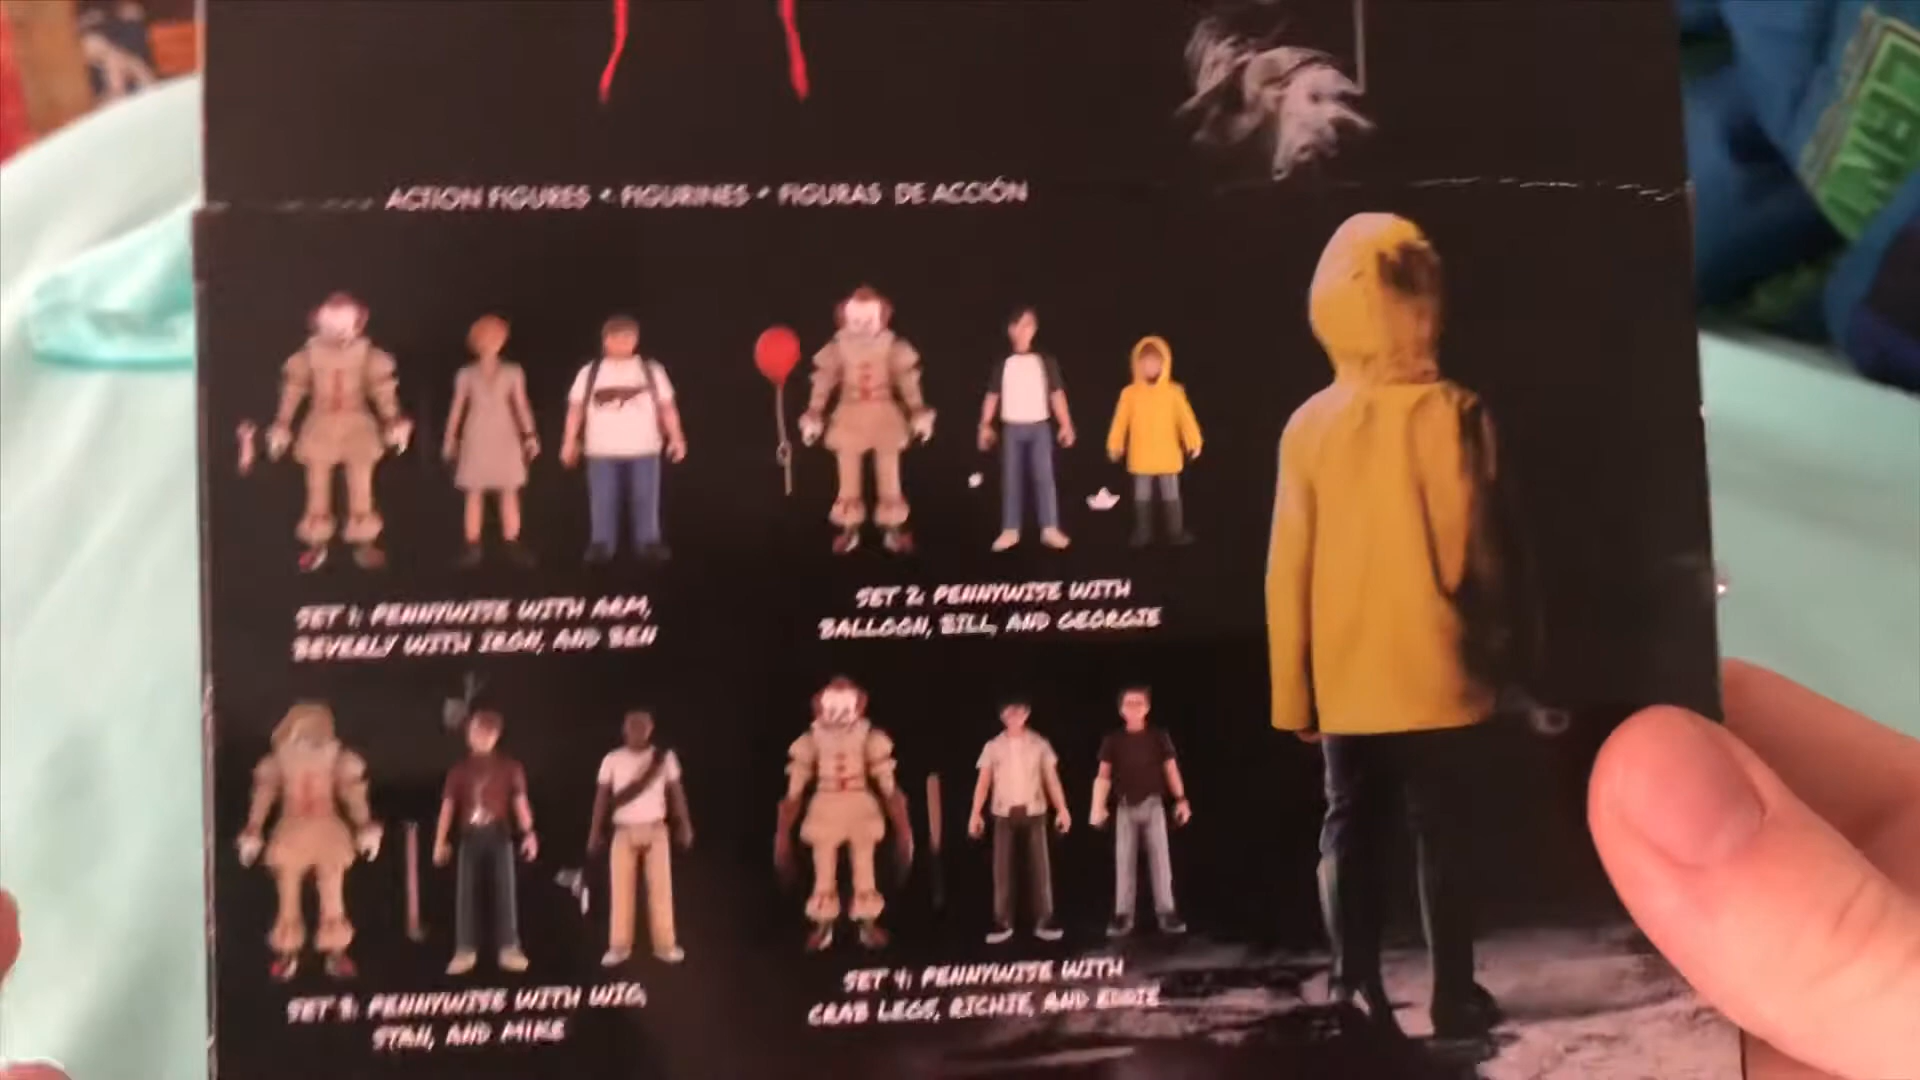 ACTION FIGURES • FIGURINES • FIGURAS DE ACCIÓN
SET 1: PENNYWISE WITH ARM,
BEVERLY WITH IRON, AND BEN
SET 2: PENNYWISE WITH
BALLOON, BILL, AND GEORGIE
SET 3: PENNYWISE WITH WIG,
STAN, AND MIKE
SET 4: PENNYWISE WITH
CRAB LEGS, RICHIE, AND EDDIE